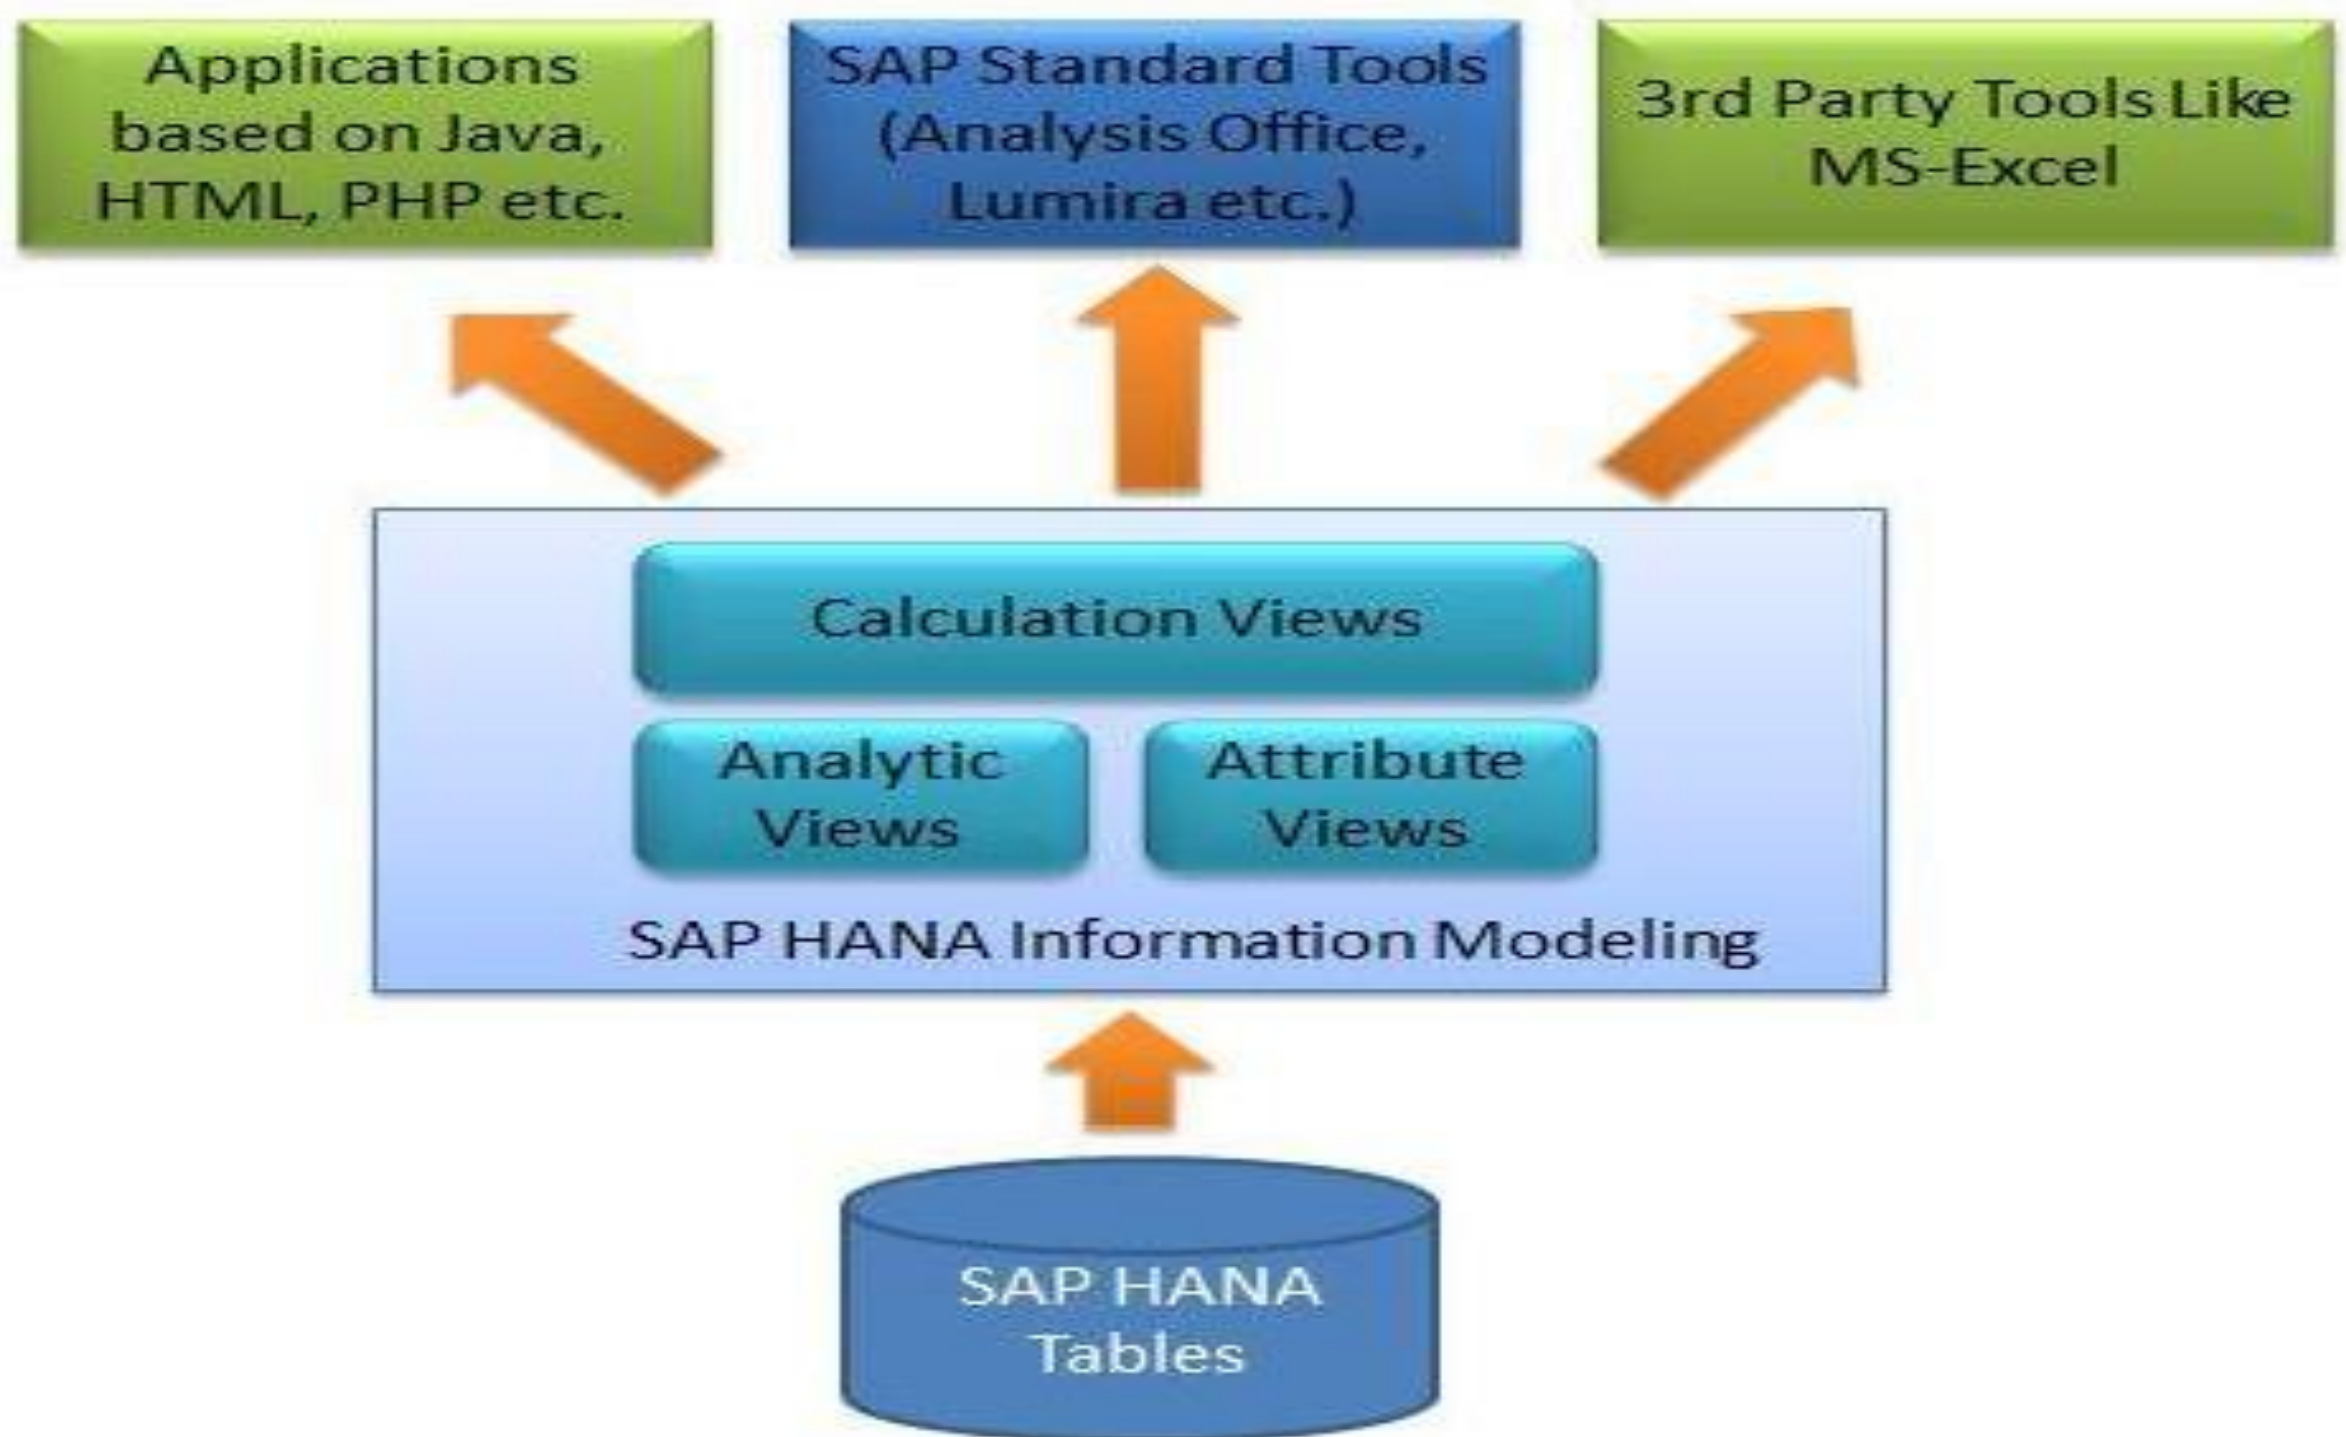 Applications
based on Java,
HTML, PHP etc.
SAP Standard Tools
(Analysis Office,
Lumira etc.)
3rd Party Tools Like
MS-Excel
Calculation Views
Analytic
Views
Attribute
Views
SAP HANA Information Modeling
SAP HANA
Tables